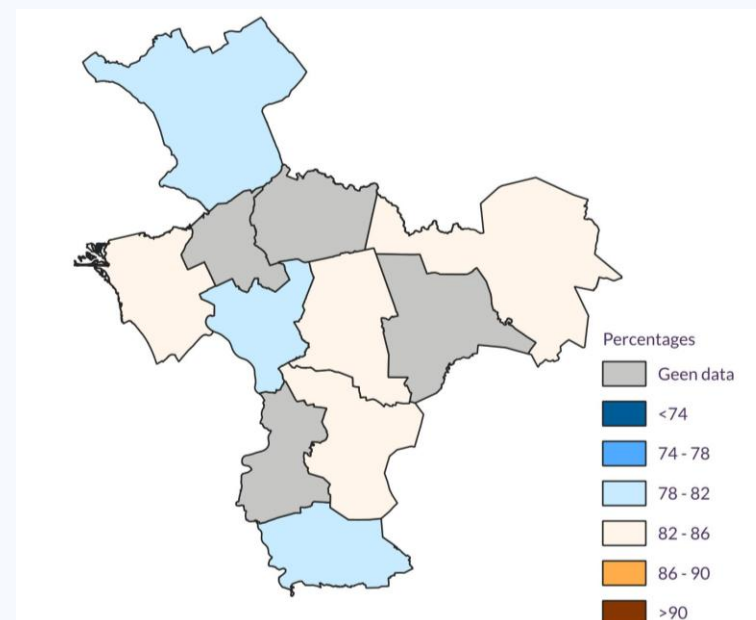 Percentages
Geen data
<74
74 - 78
78 - 82
82 - 86
86 - 90
>90